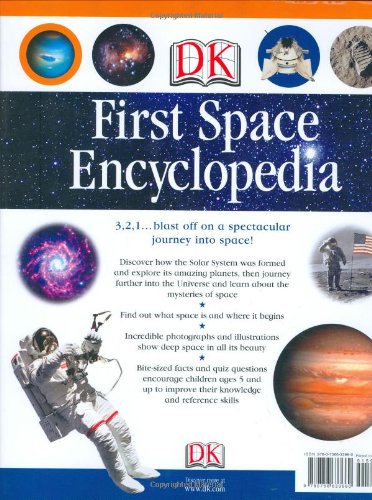 DK
First Space
Encyclopedia
3,2,1...blast off on a spectacular
journey into space!
Discover how the Solar System was formed
and explore its amazing planets, then journey
further into the Universe and learn about the
mysteries of space
Find out what space is and where it begins
Incredible photographs and illustrations
show deep space in all its beauty
Bite-sized facts and quiz questions
encourage children ages 5 and
up to improve their knowledge
and reference skills
DK
Discover more at
www.dk.com